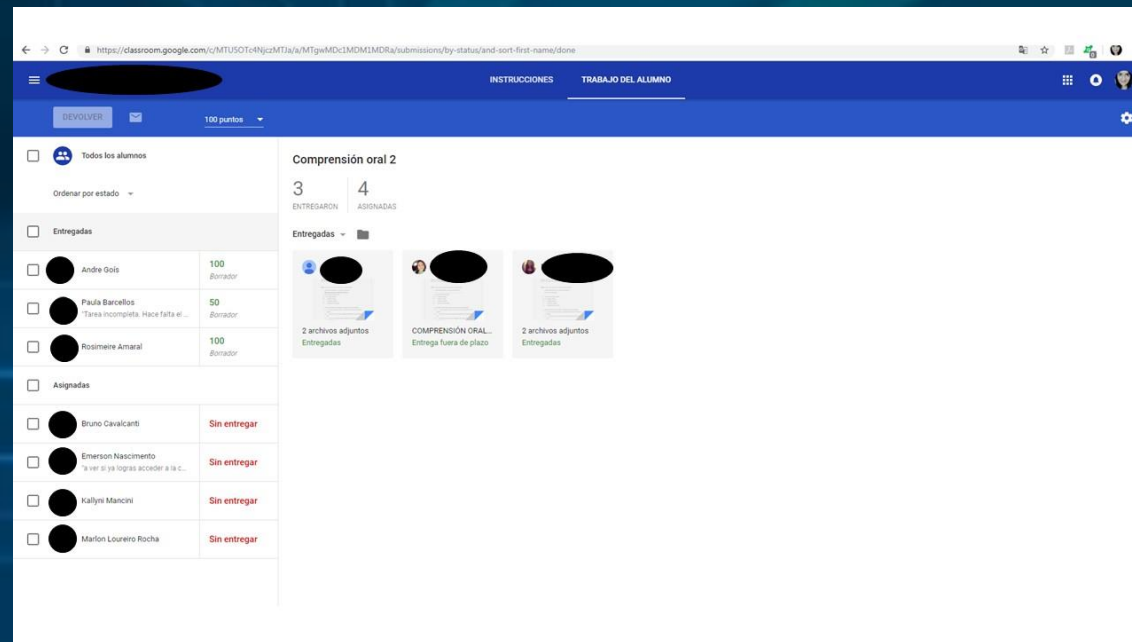 https://classroom.google.com/c/MTU5OTc4NjczMTJa/a/MTgwMDc1MDM1MDRa/submissions/by-status/and-sort-first-name/done
INSTRUCCIONES TRABAJO DEL ALUMNO
DEVOLVER 100 puntos
Todos los alumnos
Ordenar por estado
Entregadas
Andre Gois 100
Borrador
Paula Barcellos 50
"Tarea incompleta. Hace falta el ... Borrador
Rosimeire Amaral 100
Borrador
Asignadas
Bruno Cavalcanti Sin entregar
Emerson Nascimento Sin entregar
"a ver si ya logras acceder a la c...
Kallyni Mancini Sin entregar
Marlon Loureiro Rocha Sin entregar
Comprensión oral 2
3 4
ENTREGARON ASIGNADAS
Entregadas
2 archivos adjuntos
Entregadas
COMPRENSIÓN ORAL...
Entrega fuera de plazo
2 archivos adjuntos
Entregadas